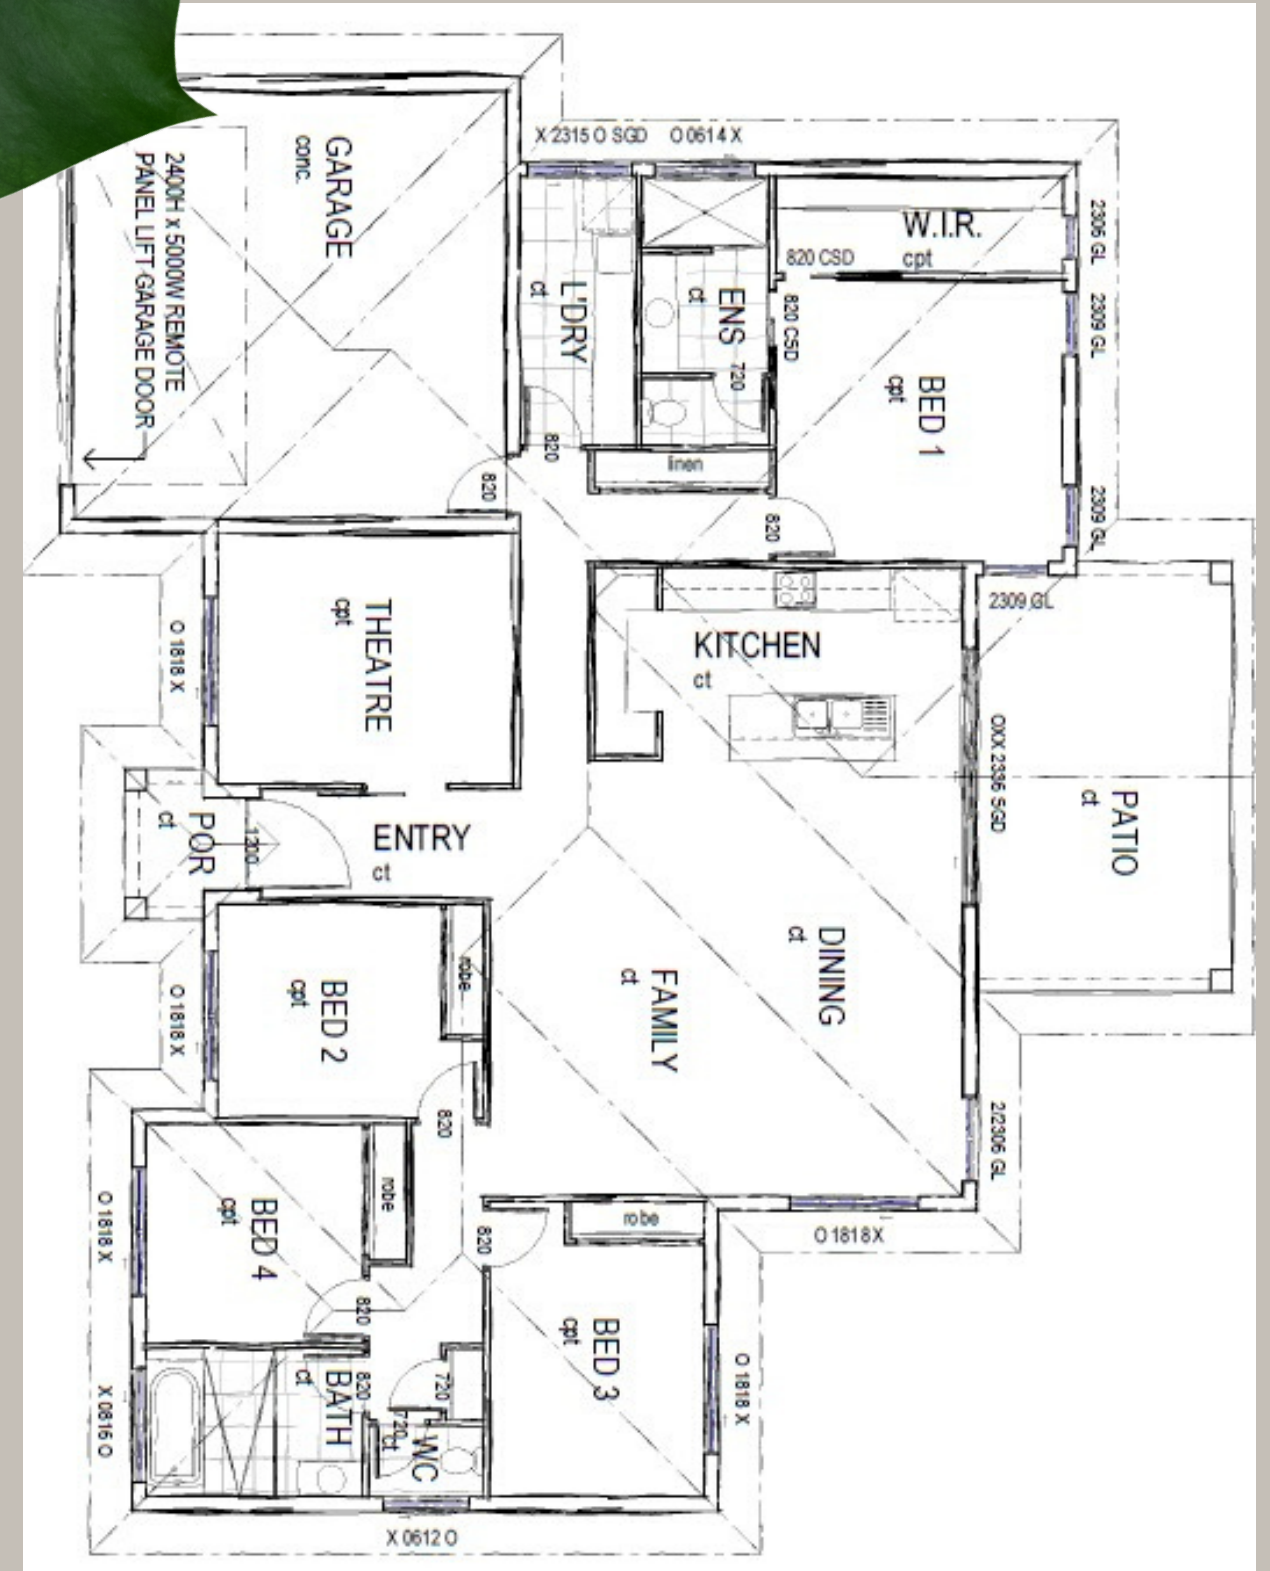 X 2315 O SGD
O 0614 X
GARAGE
conc.
2400H x 5000W REMOTE
PANEL LIFT GARAGE DOOR
L'DRY
ct
820
820
ENS
ct
720
820 CSD
W.I.R.
cpt
820 CSD
2306 GL
2309 GL
2309 GL
BED 1
cpt
linen
820
2309 GL
THEATRE
cpt
O 1818 X
KITCHEN
ct
OXX 2336 SGD
PATIO
ct
POR
ct
1200
ENTRY
ct
DINING
ct
FAMILY
ct
BED 2
cpt
robe
O 1818 X
820
2/2306 GL
BED 4
cpt
robe
O 1818 X
820
820
robe
O 1818 X
BED 3
cpt
O 1818 X
BATH
ct
820
720
720
WC
ct
X 0816 O
X 0612 O